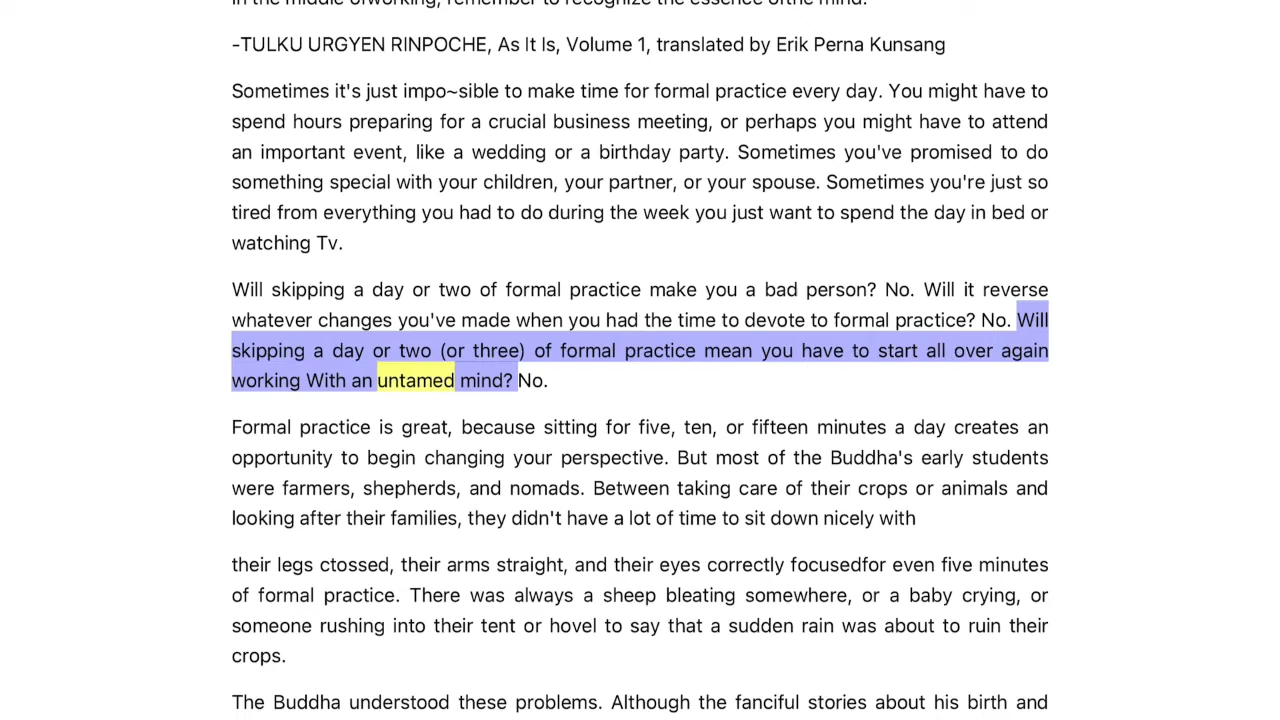 in the middle ofworking, remember to recognize the essence ofthe mind.
-TULKU URGYEN RINPOCHE, As It Is, Volume 1, translated by Erik Perna Kunsang
Sometimes it's just impo~sible to make time for formal practice every day. You might have to
spend hours preparing for a crucial business meeting, or perhaps you might have to attend
an important event, like a wedding or a birthday party. Sometimes you've promised to do
something special with your children, your partner, or your spouse. Sometimes you're just so
tired from everything you had to do during the week you just want to spend the day in bed or
watching Tv.
Will skipping a day or two of formal practice make you a bad person? No. Will it reverse
whatever changes you've made when you had the time to devote to formal practice? No. Will
skipping a day or two (or three) of formal practice mean you have to start all over again
working With an untamed mind? No.
Formal practice is great, because sitting for five, ten, or fifteen minutes a day creates an
opportunity to begin changing your perspective. But most of the Buddha's early students
were farmers, shepherds, and nomads. Between taking care of their crops or animals and
looking after their families, they didn't have a lot of time to sit down nicely with
their legs ctossed, their arms straight, and their eyes correctly focusedfor even five minutes
of formal practice. There was always a sheep bleating somewhere, or a baby crying, or
someone rushing into their tent or hovel to say that a sudden rain was about to ruin their
crops.
The Buddha understood these problems. Although the fanciful stories about his birth and